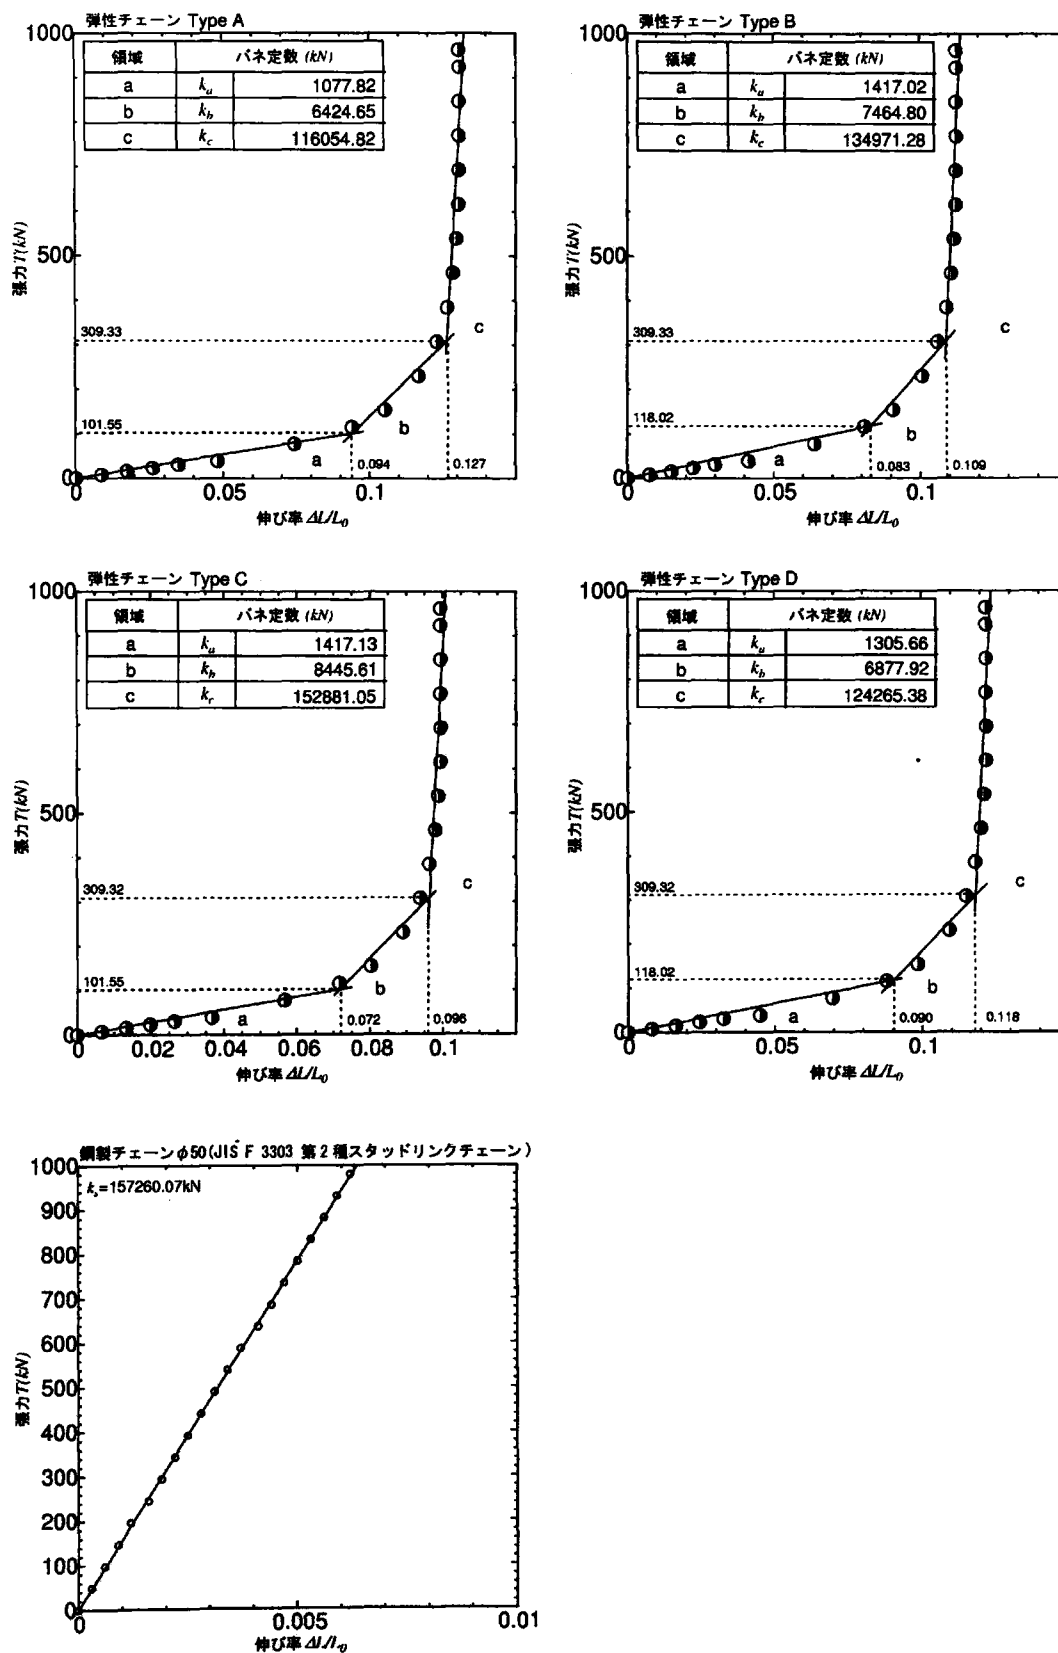 弾性チェーン Type A
領域 バネ定数 (kN)
a k_a 1077.82
b k_b 6424.65
c k_c 116054.82
1000
500
0
309.33
101.55
a
b
c
0.094
0.127
0 0.05 0.1
張力 T(kN)
伸び率 ΔL/L₀
弾性チェーン Type B
領域 バネ定数 (kN)
a k_a 1417.02
b k_b 7464.80
c k_c 134971.28
1000
500
0
309.33
118.02
a
b
c
0.083
0.109
0 0.05 0.1
張力 T(kN)
伸び率 ΔL/L₀
弾性チェーン Type C
領域 バネ定数 (kN)
a k_a 1417.13
b k_b 8445.61
c k_c 152881.05
1000
500
0
309.32
101.55
a
b
c
0.072
0.096
0 0.02 0.04 0.06 0.08 0.1
張力 T(kN)
伸び率 ΔL/L₀
弾性チェーン Type D
領域 バネ定数 (kN)
a k_a 1305.66
b k_b 6877.92
c k_c 124265.38
1000
500
0
309.32
118.02
a
b
c
0.090
0.118
0 0.05 0.1
張力 T(kN)
伸び率 ΔL/L₀
鋼製チェーンφ50(JIS F 3303 第2種スタッドリンクチェーン)
k_s=157260.07kN
1000
900
800
700
600
500
400
300
200
100
0
0 0.005 0.01
張力 T(kN)
伸び率 ΔL/L₀